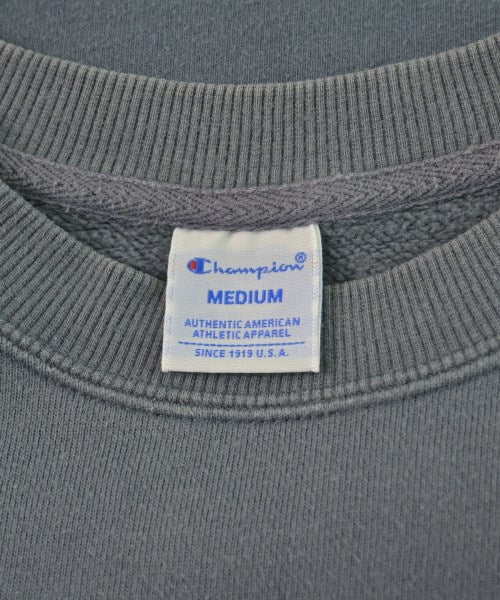 Champion®
MEDIUM
AUTHENTIC AMERICAN
ATHLETIC APPAREL
SINCE 1919 U.S.A.